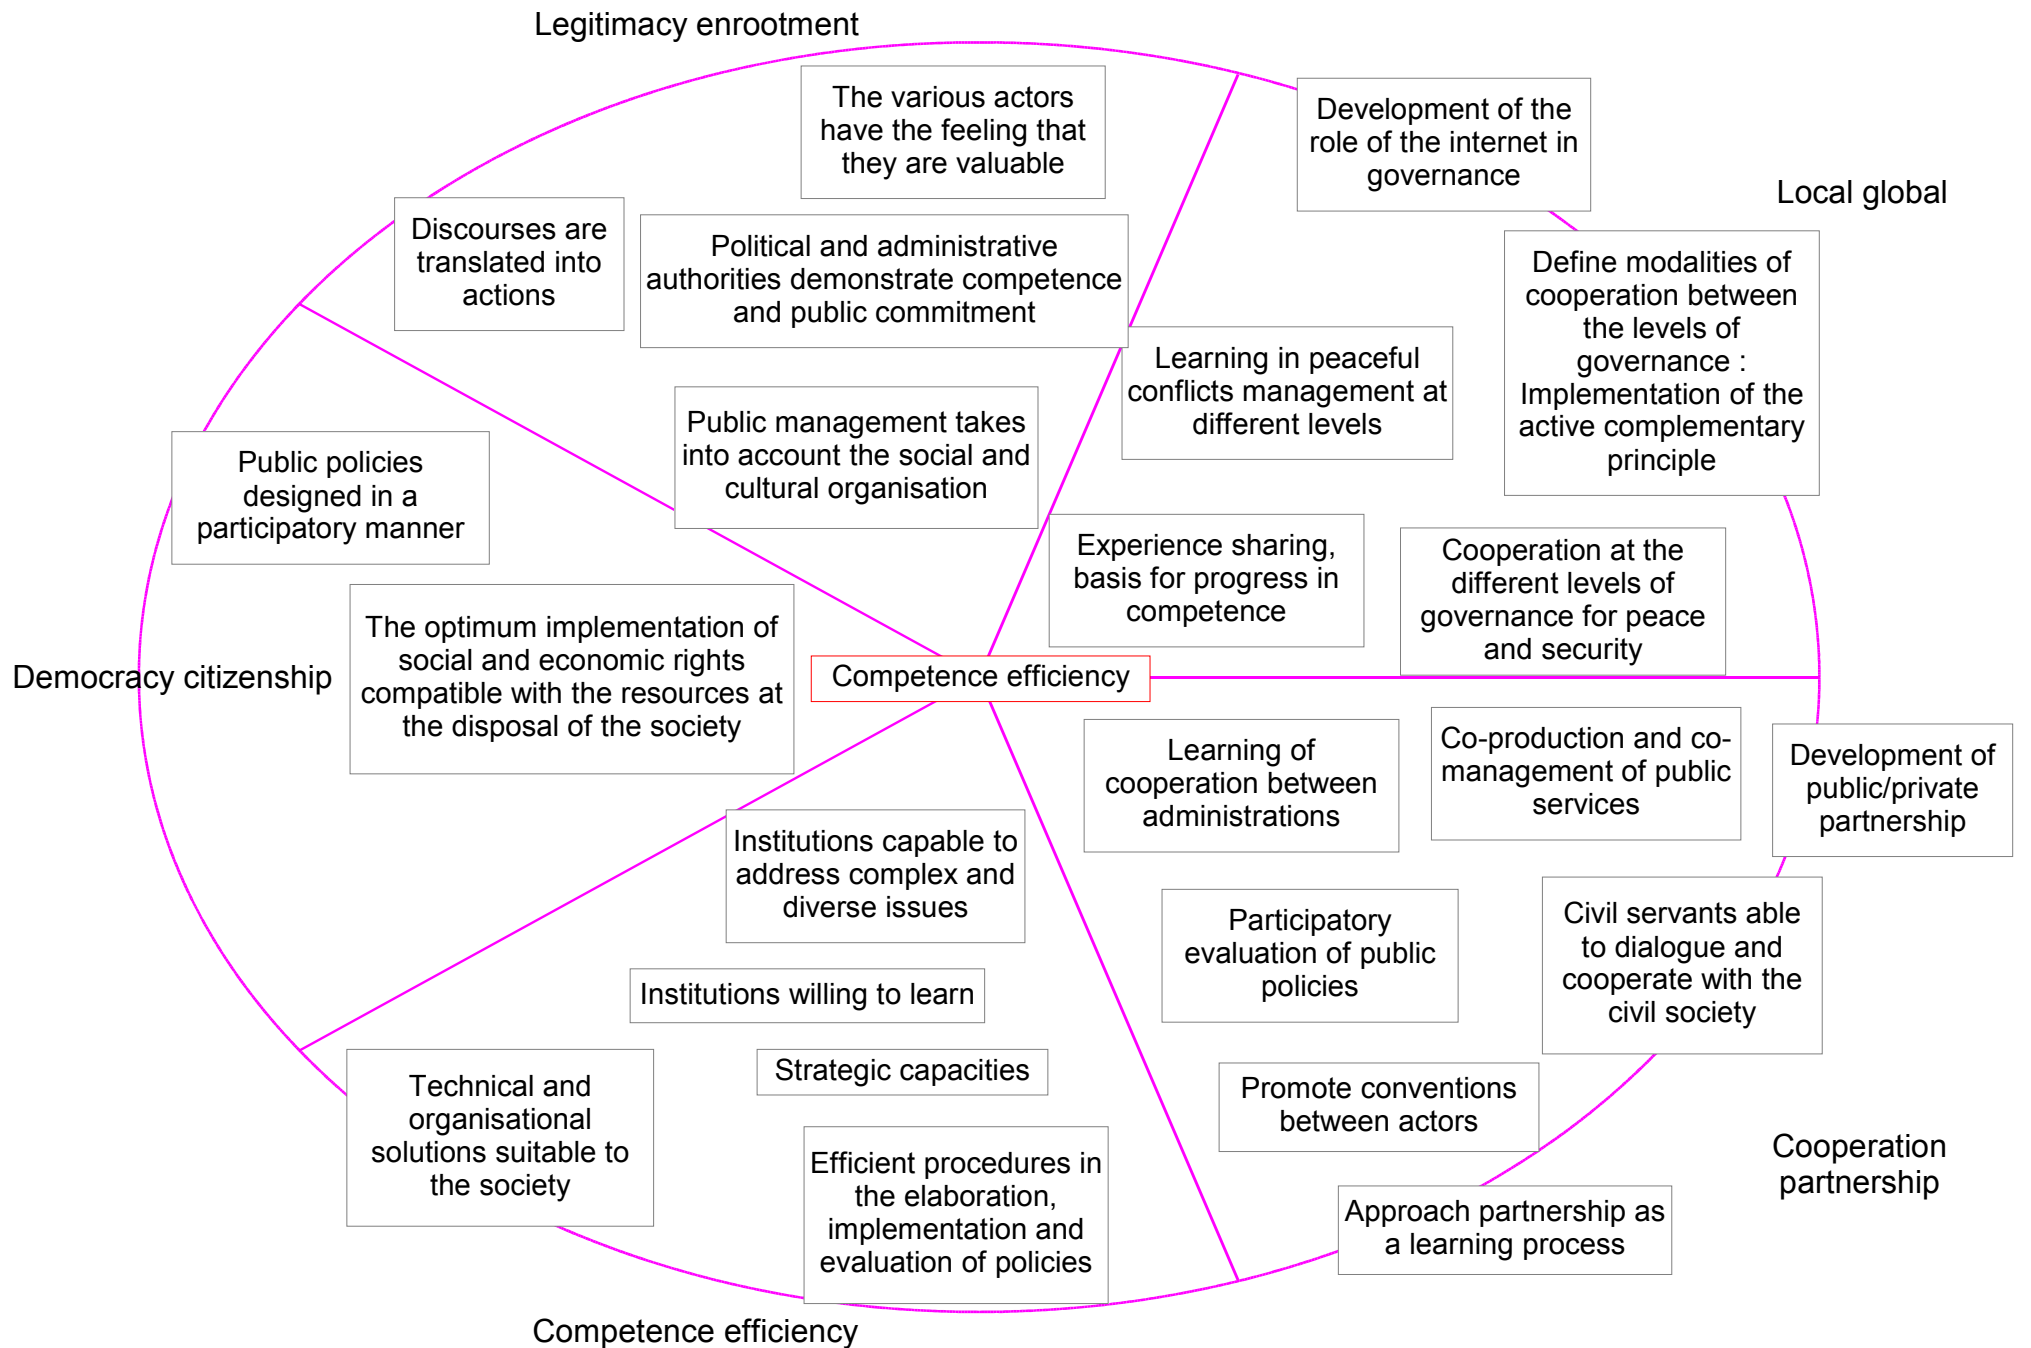 Legitimacy enrootment
The various actors
have the feeling that
they are valuable
Development of the
role of the internet in
governance
Local global
Discourses are
translated into
actions
Political and administrative
authorities demonstrate competence
and public commitment
Define modalities of
cooperation between
the levels of
governance :
Implementation of the
active complementary
principle
Learning in peaceful
conflicts management at
different levels
Public management takes
into account the social and
cultural organisation
Public policies
designed in a
participatory manner
Experience sharing,
basis for progress in
competence
Cooperation at the
different levels of
governance for peace
and security
The optimum implementation of
social and economic rights
compatible with the resources at
the disposal of the society
Democracy citizenship
Competence efficiency
Learning of
cooperation between
administrations
Co-production and co-
management of public
services
Development of
public/private
partnership
Institutions capable to
address complex and
diverse issues
Participatory
evaluation of public
policies
Civil servants able
to dialogue and
cooperate with the
civil society
Institutions willing to learn
Strategic capacities
Technical and
organisational
solutions suitable to
the society
Promote conventions
between actors
Efficient procedures in
the elaboration,
implementation and
evaluation of policies
Cooperation
partnership
Approach partnership as
a learning process
Competence efficiency